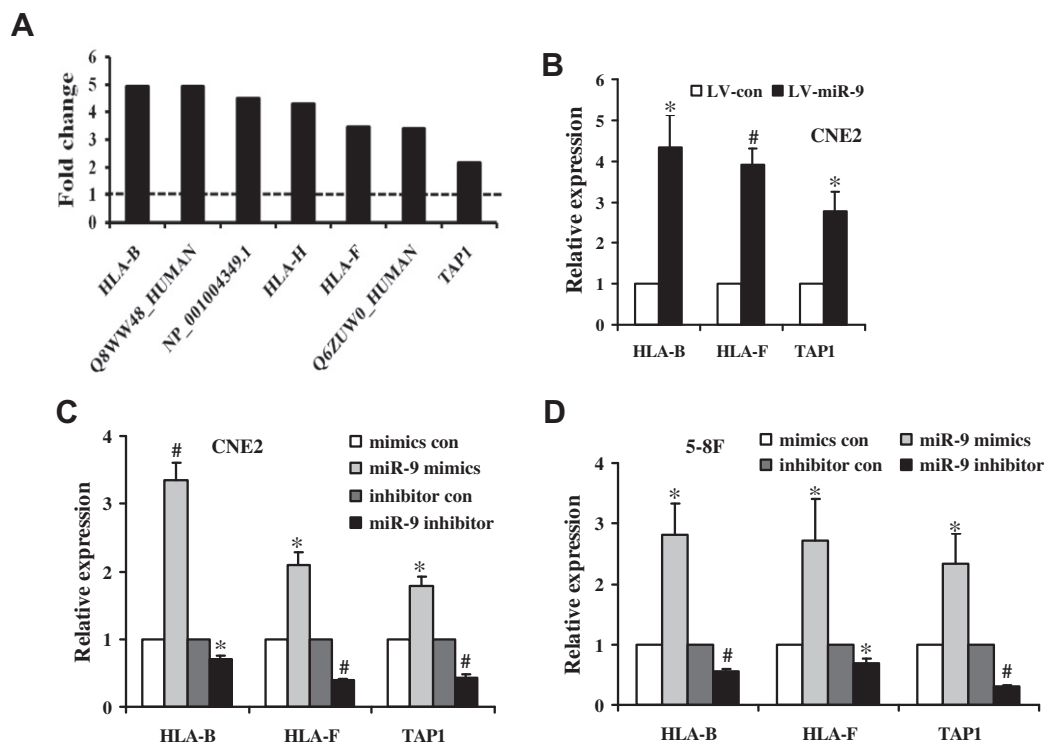 A
Fold change
6
5
4
3
2
1
0
HLA-B
Q8WW48_HUMAN
NP_001004349.1
HLA-H
HLA-F
Q6ZUW0_HUMAN
TAP1
B
LV-con LV-miR-9
CNE2
Relative expression
6
5
4
3
2
1
0
* # *
HLA-B HLA-F TAP1
C
CNE2
mimics con
miR-9 mimics
inhibitor con
miR-9 inhibitor
Relative expression
4
3
2
1
0
# * * # * #
HLA-B HLA-F TAP1
D
5-8F
mimics con miR-9 mimics
inhibitor con miR-9 inhibitor
Relative expression
4
3
2
1
0
* # * * * #
HLA-B HLA-F TAP1